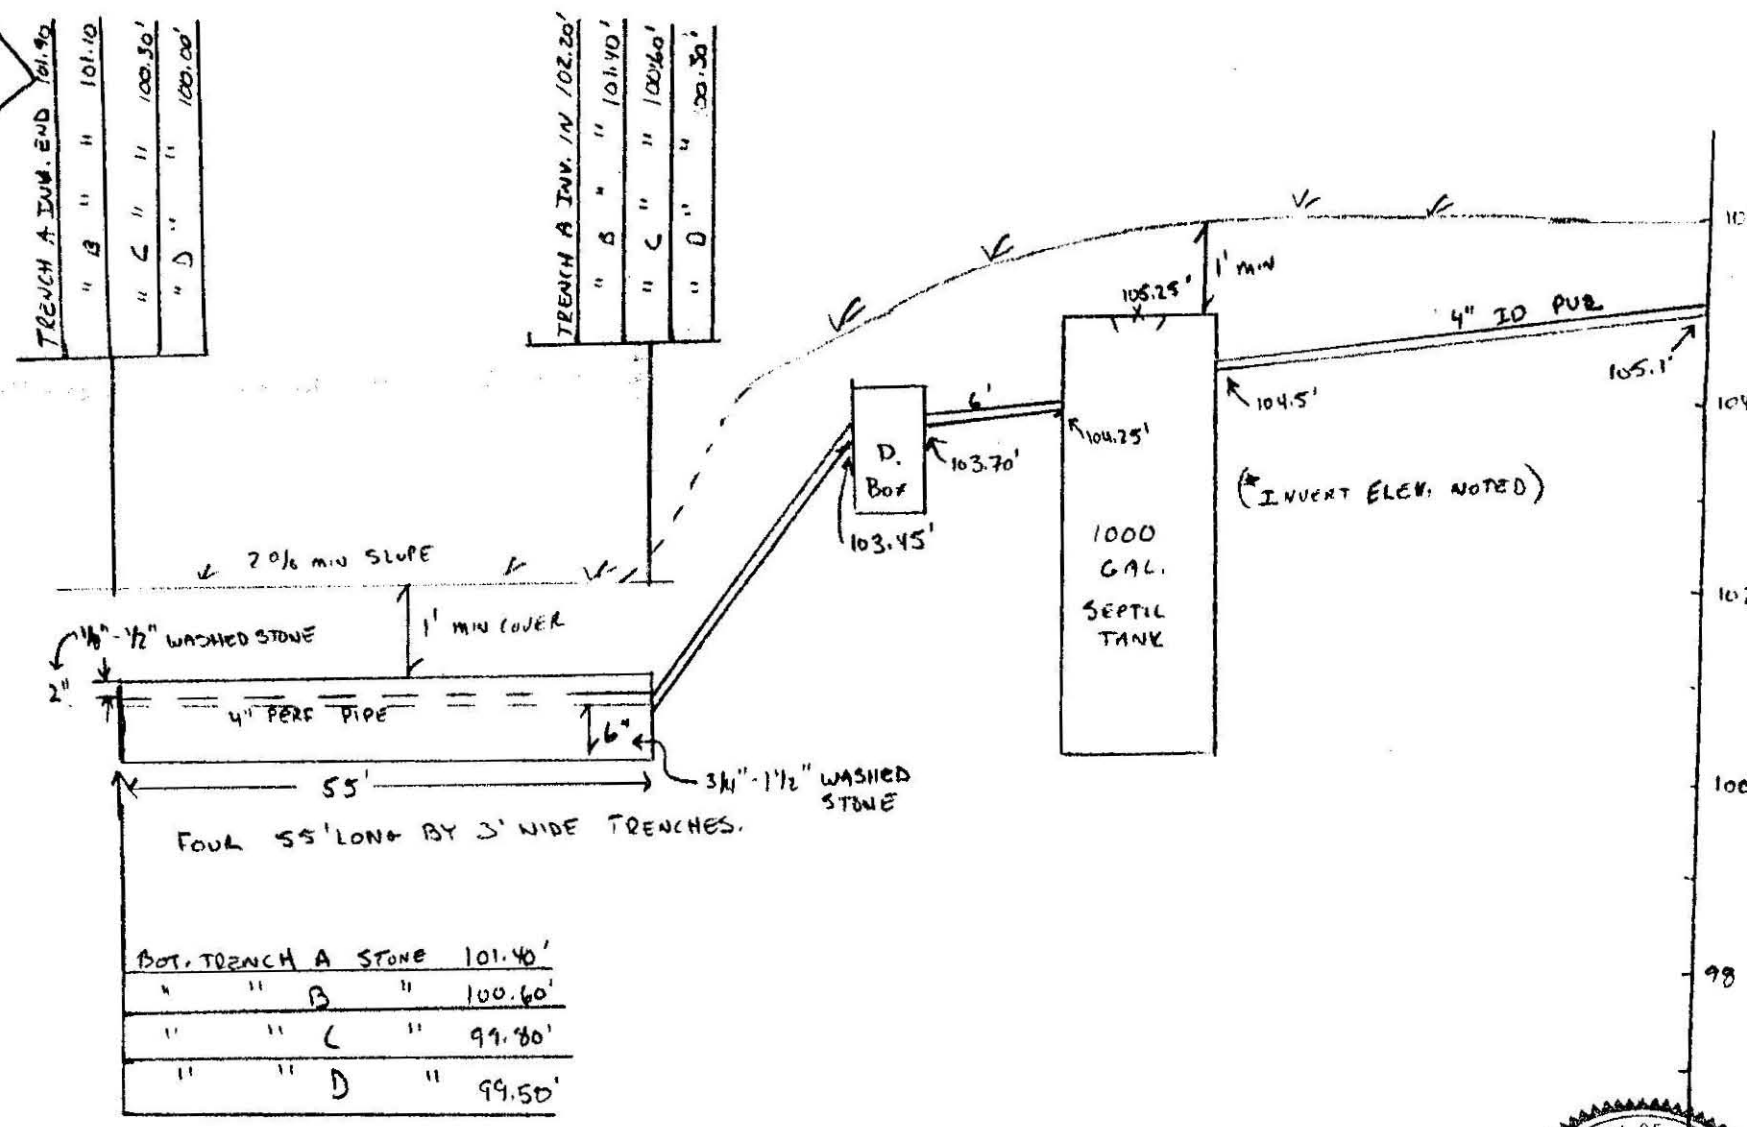 TRENCH A INV. END 101.90
" B " " 101.10
" C " " 100.30'
" D " " 100.00'
TRENCH A INV. IN 102.20'
" B " " 101.40'
" C " " 100.60'
" D " " 100.30'
1' MIN
105.25'
4" ID PVC
105.1'
104.5'
6'
104.25'
103.70'
D.
Box
103.45'
(*INVERT ELEV. NOTED)
1000
GAL.
SEPTIC
TANK
2% MIN SLOPE
1/8"-1/2" WASHED STONE
1' MIN COVER
2"
4" PERF PIPE
6"
55'
3/4"-1 1/2" WASHED
STONE
FOUR 55' LONG BY 3' WIDE TRENCHES.
BOT. TRENCH A STONE 101.40'
" " B " 100.60'
" " C " 99.80'
" " D " 99.50'
98